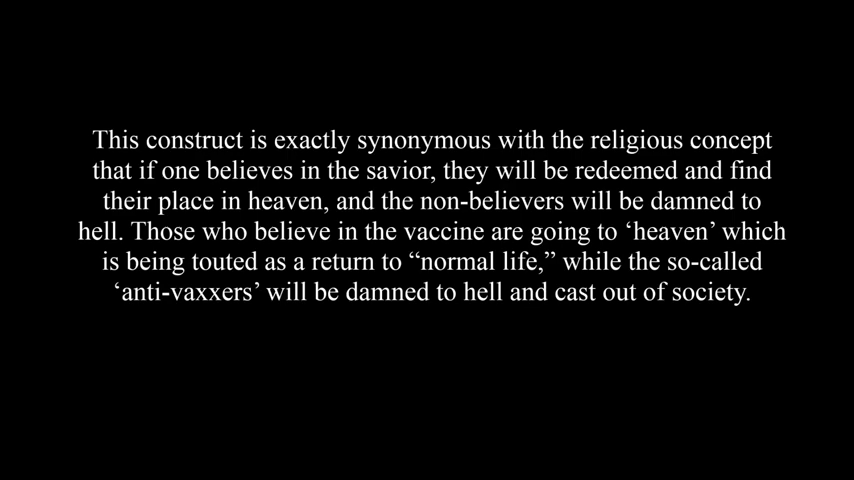 This construct is exactly synonymous with the religious concept
that if one believes in the savior, they will be redeemed and find
their place in heaven, and the non-believers will be damned to
hell. Those who believe in the vaccine are going to ‘heaven’ which
is being touted as a return to “normal life,” while the so-called
‘anti-vaxxers’ will be damned to hell and cast out of society.